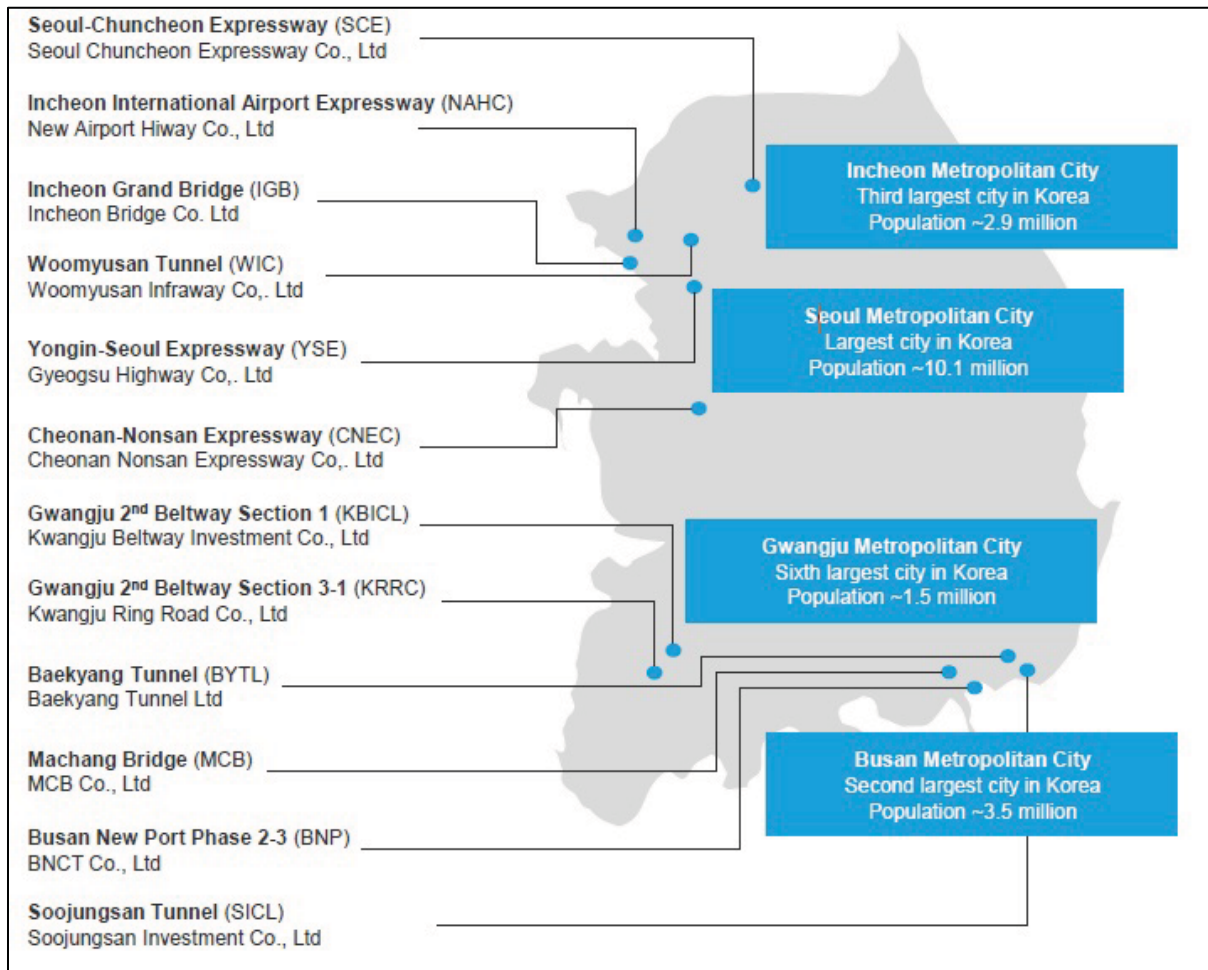 Seoul-Chuncheon Expressway (SCE)
Seoul Chuncheon Expressway Co., Ltd
Incheon International Airport Expressway (NAHC)
New Airport Hiway Co., Ltd
Incheon Grand Bridge (IGB)
Incheon Bridge Co. Ltd
Woomyusan Tunnel (WIC)
Woomyusan Infraway Co,. Ltd
Yongin-Seoul Expressway (YSE)
Gyeogsu Highway Co,. Ltd
Cheonan-Nonsan Expressway (CNEC)
Cheonan Nonsan Expressway Co,. Ltd
Gwangju 2nd Beltway Section 1 (KBICL)
Kwangju Beltway Investment Co., Ltd
Gwangju 2nd Beltway Section 3-1 (KRRC)
Kwangju Ring Road Co., Ltd
Baekyang Tunnel (BYTL)
Baekyang Tunnel Ltd
Machang Bridge (MCB)
MCB Co., Ltd
Busan New Port Phase 2-3 (BNP)
BNCT Co., Ltd
Soojungsan Tunnel (SICL)
Soojungsan Investment Co., Ltd
Incheon Metropolitan City
Third largest city in Korea
Population ~2.9 million
Seoul Metropolitan City
Largest city in Korea
Population ~10.1 million
Gwangju Metropolitan City
Sixth largest city in Korea
Population ~1.5 million
Busan Metropolitan City
Second largest city in Korea
Population ~3.5 million